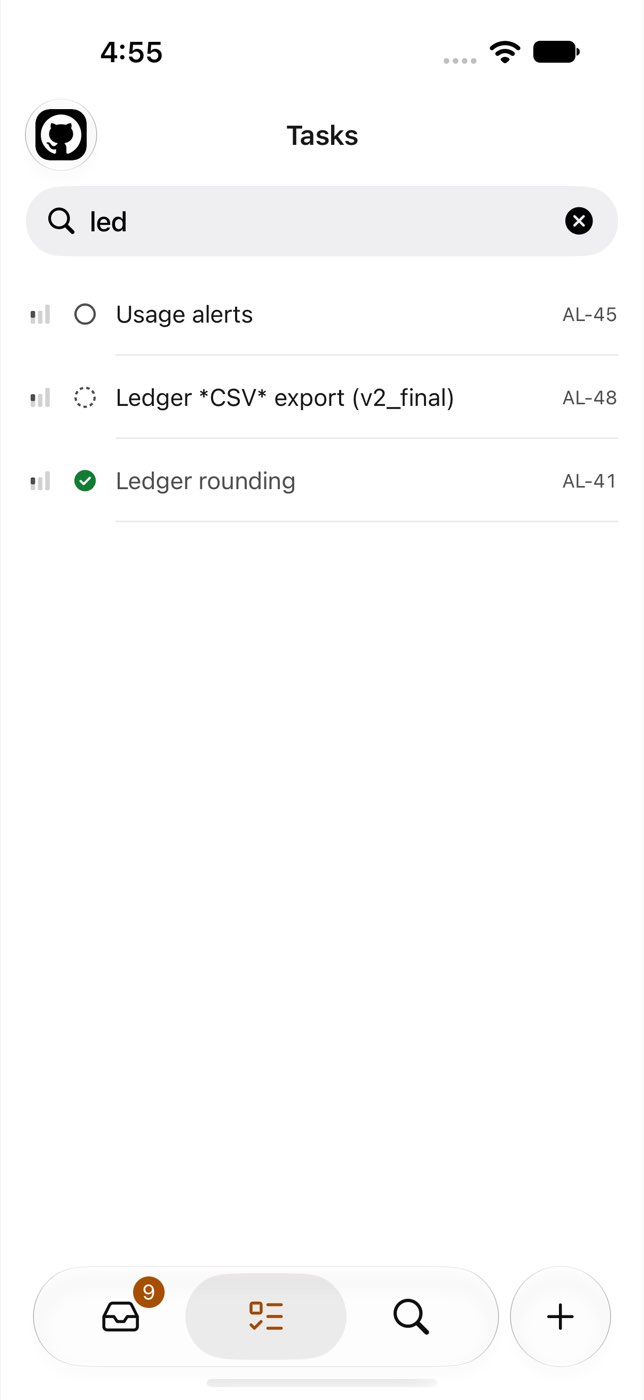 4:55
Tasks
led
Usage alerts AL-45
Ledger *CSV* export (v2_final) AL-48
Ledger rounding AL-41
9